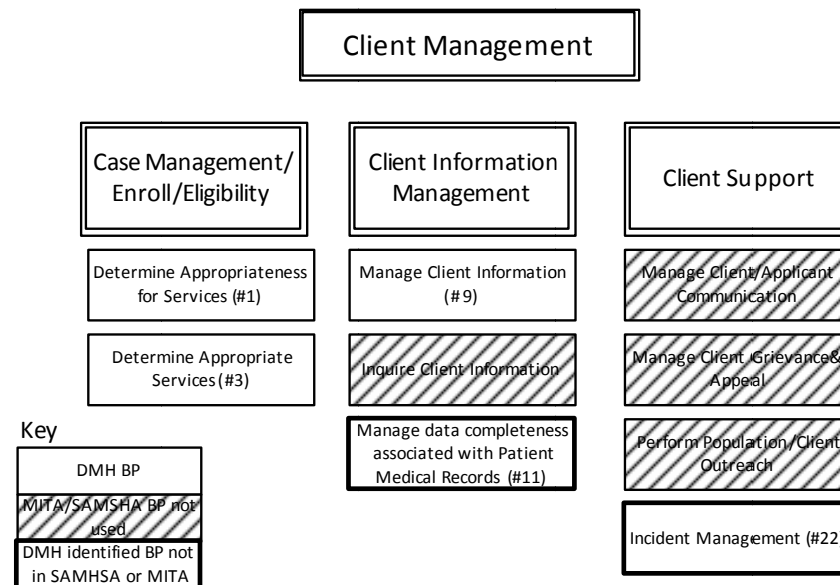 Client Management
Case Management/
Enroll/Eligibility
Client Information
Management
Client Support
Determine Appropriateness
for Services (#1)
Manage Client Information
(#9)
Manage Client/Applicant
Communication
Determine Appropriate
Services (#3)
Inquire Client Information
Manage Client Grievance&
Appeal
Manage data completeness
associated with Patient
Medical Records (#11)
Perform Population/Client
Outreach
Incident Management (#22
Key
DMH BP
MITA/SAMSHA BP not
used
DMH identified BP not
in SAMHSA or MITA